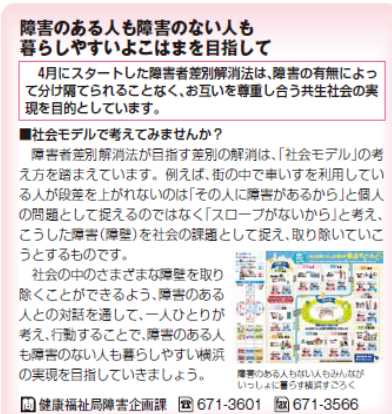 障害のある人も障害のない人も
暮らしやすいよこはまを目指して
4月にスタートした障害者差別解消法は、障害の有無によっ
て分け隔てられることなく、お互いを尊重し合う共生社会の実
現を目的としています。
■社会モデルで考えてみませんか？
障害者差別解消法が目指す差別の解消は、「社会モデル」の考
え方を踏まえています。例えば、街の中で車いすを利用してい
る人が段差を上がれないのは「その人に障害があるから」と個人
の問題として捉えるのではなく「スロープがないから」と考え、
こうした障害(障壁)を社会の課題として捉え、取り除いていこ
うとするものです。
社会の中のさまざまな障壁を取り
除くことができるよう、障害のある
人との対話を通して、一人ひとりが
考え、行動することで、障害のある人
も障害のない人も暮らしやすい横浜
の実現を目指していきましょう。
障害のある人もない人もみんなが
いっしょに暮らす横浜すごろく
健康福祉局障害企画課 671-3601 671-3566